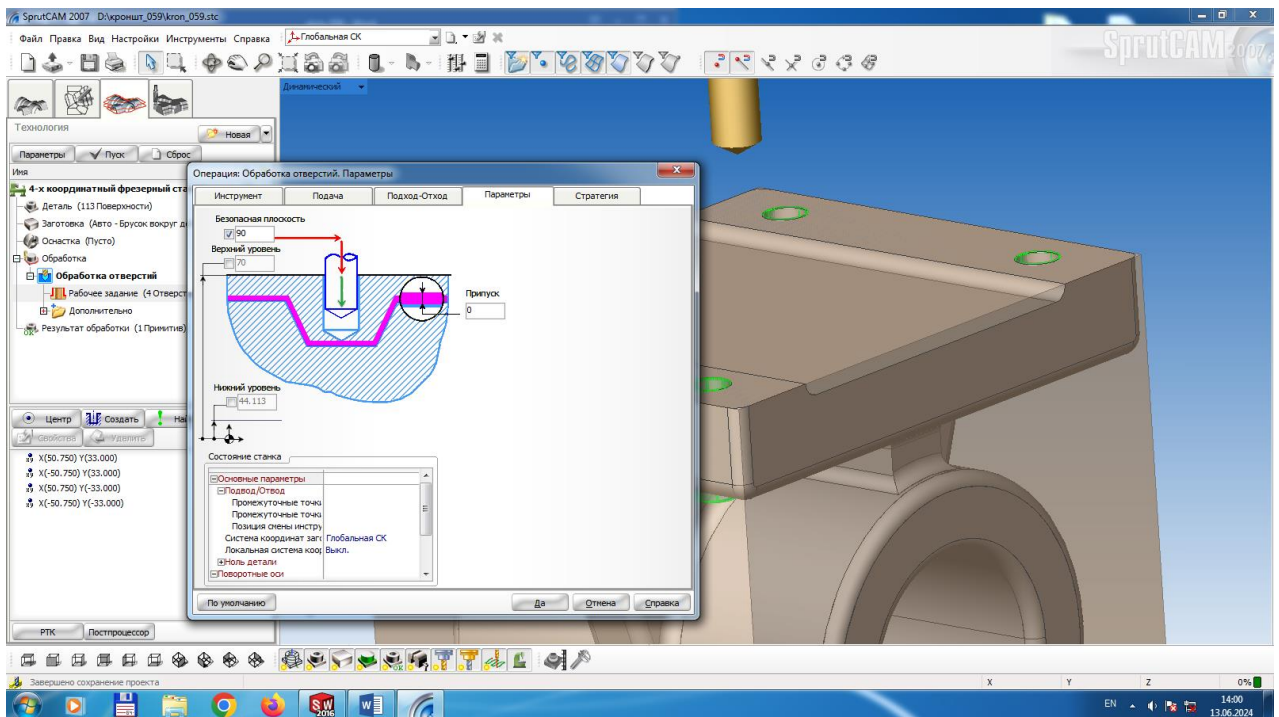 SprutCAM 2007 D:\кроншт_059\kron_059.stc
Файл Правка Вид Настройки Инструменты Справка
Глобальная СК
SprutCAM 2007
Динамический
Технология
Новая
Параметры Пуск Сброс
Имя
4-х координатный фрезерный ста
Деталь (113 Поверхности)
Заготовка (Авто - Брусок вокруг де
Оснастка (Пусто)
Обработка
Обработка отверстий
Рабочее задание (4 Отверст
Дополнительно
Результат обработки (1 Примитив)
Центр Создать Най
Свойства Удалить
X(50.750) Y(33.000)
X(-50.750) Y(33.000)
X(50.750) Y(-33.000)
X(-50.750) Y(-33.000)
РТК Постпроцессор
Операция: Обработка отверстий. Параметры
Инструмент Подача Подход-Отход Параметры Стратегия
Безопасная плоскость
90
Верхний уровень
70
Припуск
0
Нижний уровень
44.113
Состояние станка
Основные параметры
Подвод/Отвод
Промежуточные точки
Промежуточные точки
Позиция смены инстру
Система координат заго Глобальная СК
Локальная система коор Выкл.
Ноль детали
Поворотные оси
По умолчанию Да Отмена Справка
Завершено сохранение проекта X Y Z 0%
SW 2016
W
EN 14:00
13.06.2024